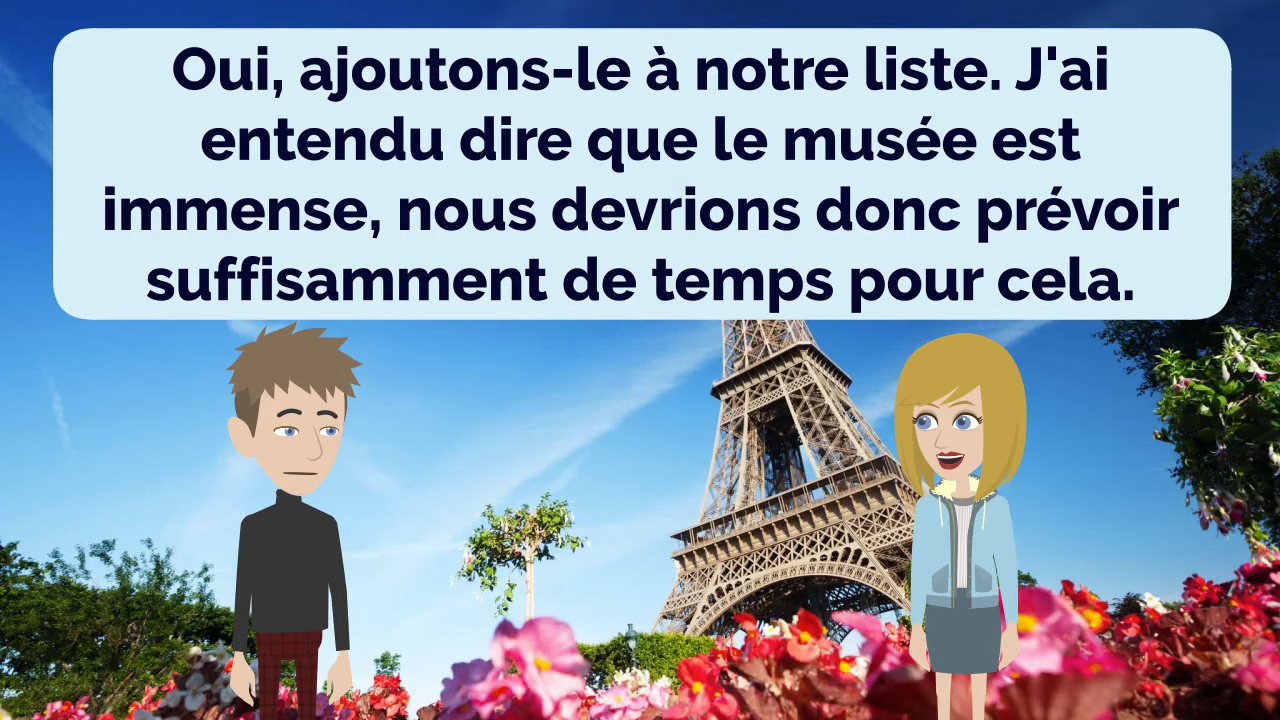 Oui, ajoutons-le à notre liste. J'ai
entendu dire que le musée est
immense, nous devrions donc prévoir
suffisamment de temps pour cela.